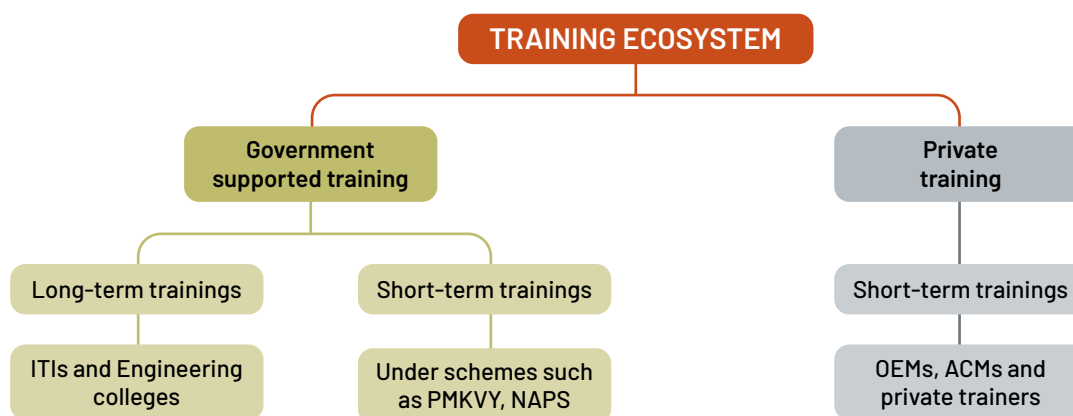 TRAINING ECOSYSTEM
Government
supported training
Private
training
Long-term trainings
Short-term trainings
Short-term trainings
ITIs and Engineering
colleges
Under schemes such
as PMKVY, NAPS
OEMs, ACMs and
private trainers